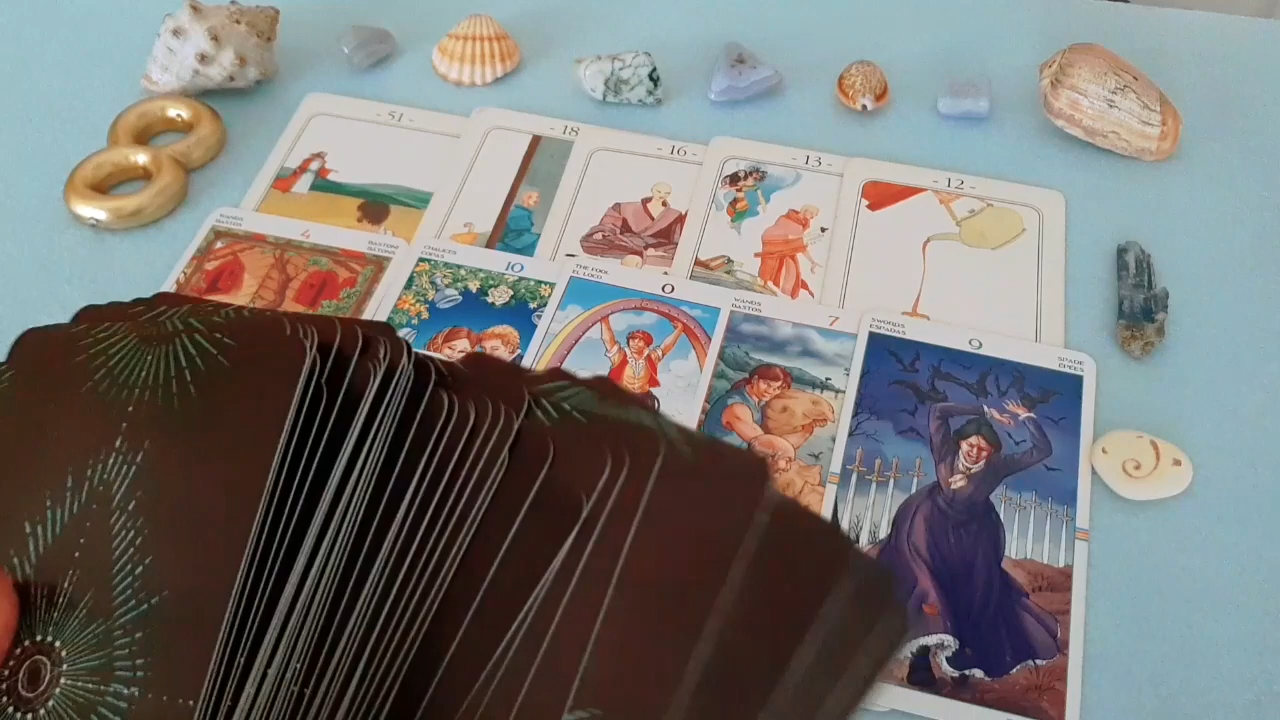 - 51 -
- 18
- 16 -
- 13 -
- 12 -
WANDS
BASTOS
4
BASTONI
BATONS
CHALICES
COPAS
10
THE FOOL
EL LOCO
0
WANDS
BASTOS
7
SWORDS
ESPADAS
9
SPADE
EPEES